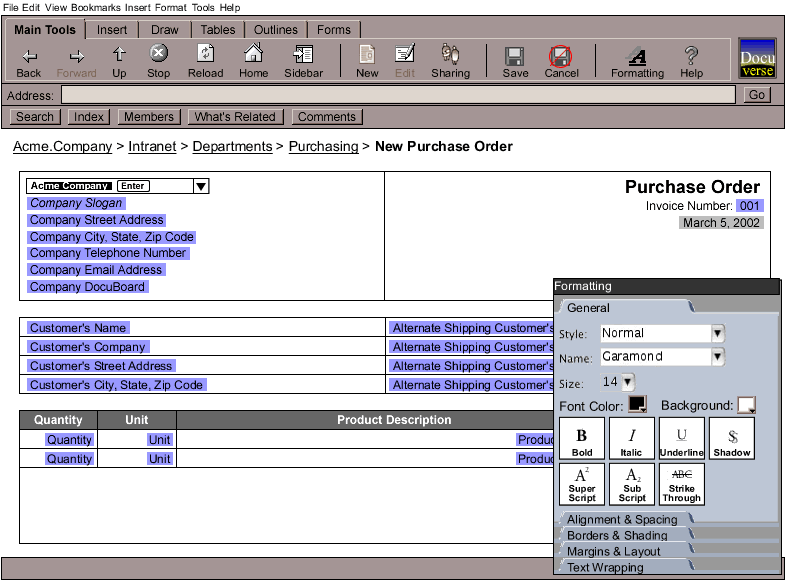 File Edit View Bookmarks Insert Format Tools Help
Main Tools Insert Draw Tables Outlines Forms
Back Forward Up Stop Reload Home Sidebar New Edit Sharing Save Cancel Formatting Help
Docu
verse
Address: Go
Search Index Members What's Related Comments
Acme.Company > Intranet > Departments > Purchasing > New Purchase Order
Acme Company Enter
Company Slogan
Company Street Address
Company City, State, Zip Code
Company Telephone Number
Company Email Address
Company DocuBoard
Purchase Order
Invoice Number: 001
March 5, 2002
Customer's Name Alternate Shipping Customer's
Customer's Company Alternate Shipping Customer's
Customer's Street Address Alternate Shipping Customer's
Customer's City, State, Zip Code Alternate Shipping Customer's
Quantity Unit Product Description
Quantity Unit Produc
Quantity Unit Produc
Formatting
General
Style: Normal
Name: Garamond
Size: 14
Font Color: Background:
B I U S
Bold Italic Underline Shadow
A² A₂ ABC
Super Script Sub Script Strike Through
Alignment & Spacing
Borders & Shading
Margins & Layout
Text Wrapping